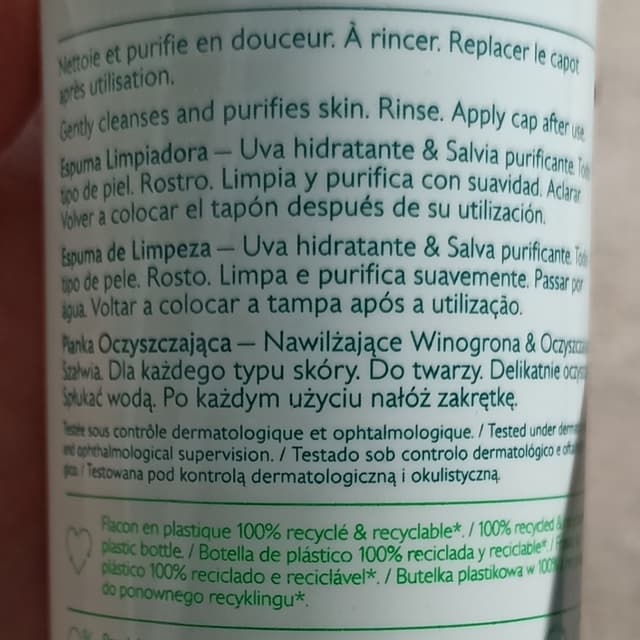 Nettoie et purifie en douceur. À rincer. Replacer le capot
après utilisation.
Gently cleanses and purifies skin. Rinse. Apply cap after use.
Espuma Limpiadora – Uva hidratante & Salvia purificante. Todo
tipo de piel. Rostro. Limpia y purifica con suavidad. Aclarar.
Volver a colocar el tapón después de su utilización.
Espuma de Limpeza – Uva hidratante & Salva purificante. Todo
tipo de pele. Rosto. Limpa e purifica suavemente. Passar por
água. Voltar a colocar a tampa após a utilização.
Pianka Oczyszczająca – Nawilżające Winogrona &
Szałwia. Dla każdego typu skóry. Do twarzy. Delikatnie
Spłukać wodą. Po każdym użyciu nałóż zakrętkę.
Testée sous contrôle dermatologique et ophtalmologique. / Tested under
and ophthalmological supervision. / Testado sob controlo dermatológico e
/ Testowana pod kontrolą dermatologiczną i okulistyczną.
Flacon en plastique 100% recyclé & recyclable*. / 100% recycled &
plastic bottle. / Botella de plástico 100% reciclada y reciclable*. /
plástico 100% reciclado e reciclável*. / Butelka plastikowa w 100%
do ponownego recyklingu*.